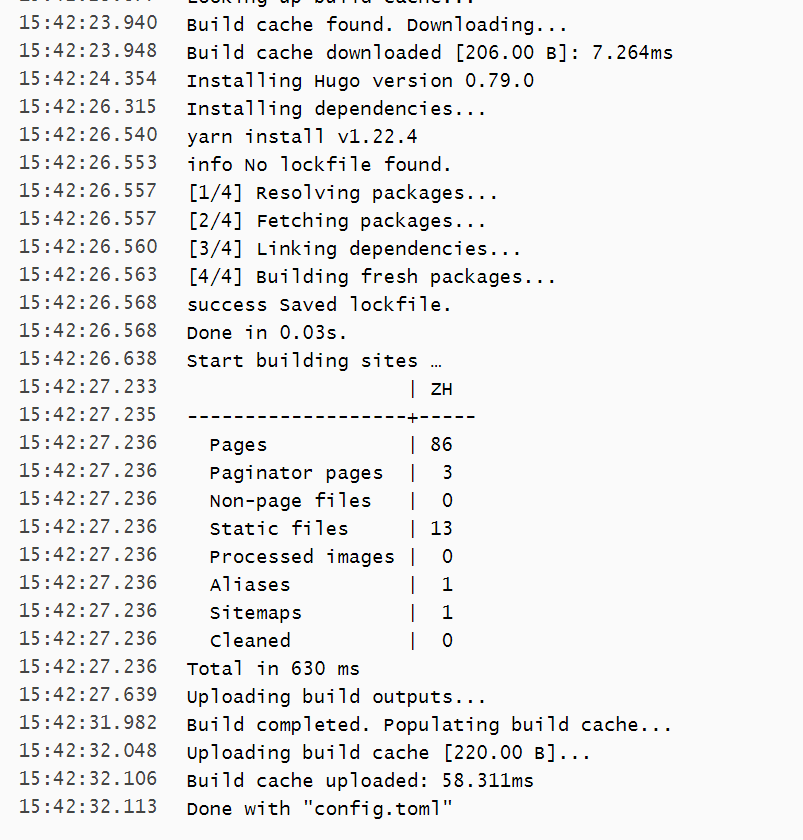 Looking up build cache...
15:42:23.940 Build cache found. Downloading...
15:42:23.948 Build cache downloaded [206.00 B]: 7.264ms
15:42:24.354 Installing Hugo version 0.79.0
15:42:26.315 Installing dependencies...
15:42:26.540 yarn install v1.22.4
15:42:26.553 info No lockfile found.
15:42:26.557 [1/4] Resolving packages...
15:42:26.557 [2/4] Fetching packages...
15:42:26.560 [3/4] Linking dependencies...
15:42:26.563 [4/4] Building fresh packages...
15:42:26.568 success Saved lockfile.
15:42:26.568 Done in 0.03s.
15:42:26.638 Start building sites …
15:42:27.233 | ZH
15:42:27.235 -------------------+-----
15:42:27.236 Pages | 86
15:42:27.236 Paginator pages | 3
15:42:27.236 Non-page files | 0
15:42:27.236 Static files | 13
15:42:27.236 Processed images | 0
15:42:27.236 Aliases | 1
15:42:27.236 Sitemaps | 1
15:42:27.236 Cleaned | 0
15:42:27.236 Total in 630 ms
15:42:27.639 Uploading build outputs...
15:42:31.982 Build completed. Populating build cache...
15:42:32.048 Uploading build cache [220.00 B]...
15:42:32.106 Build cache uploaded: 58.311ms
15:42:32.113 Done with "config.toml"